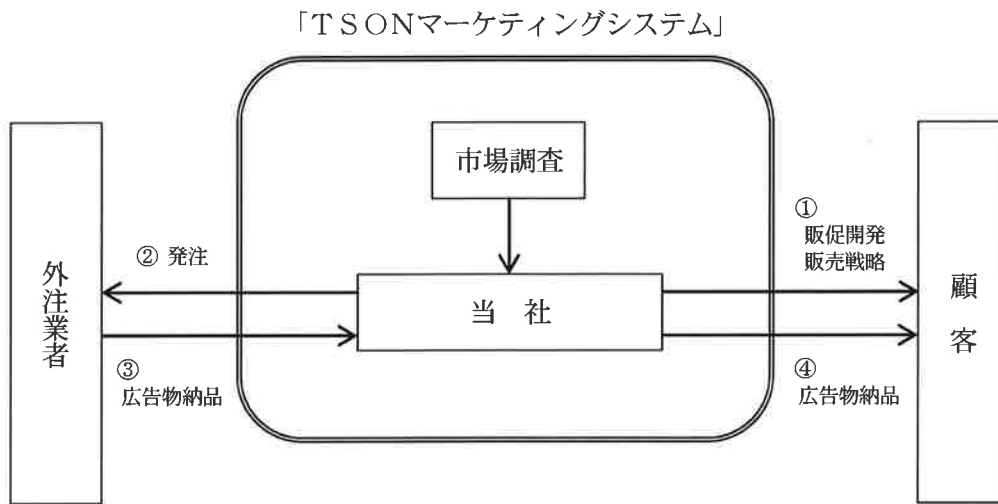 「ＴＳＯＮマーケティングシステム」
市場調査
①
販促開発
販売戦略
② 発注
外注業者
当　社
顧　客
③
広告物納品
④
広告物納品